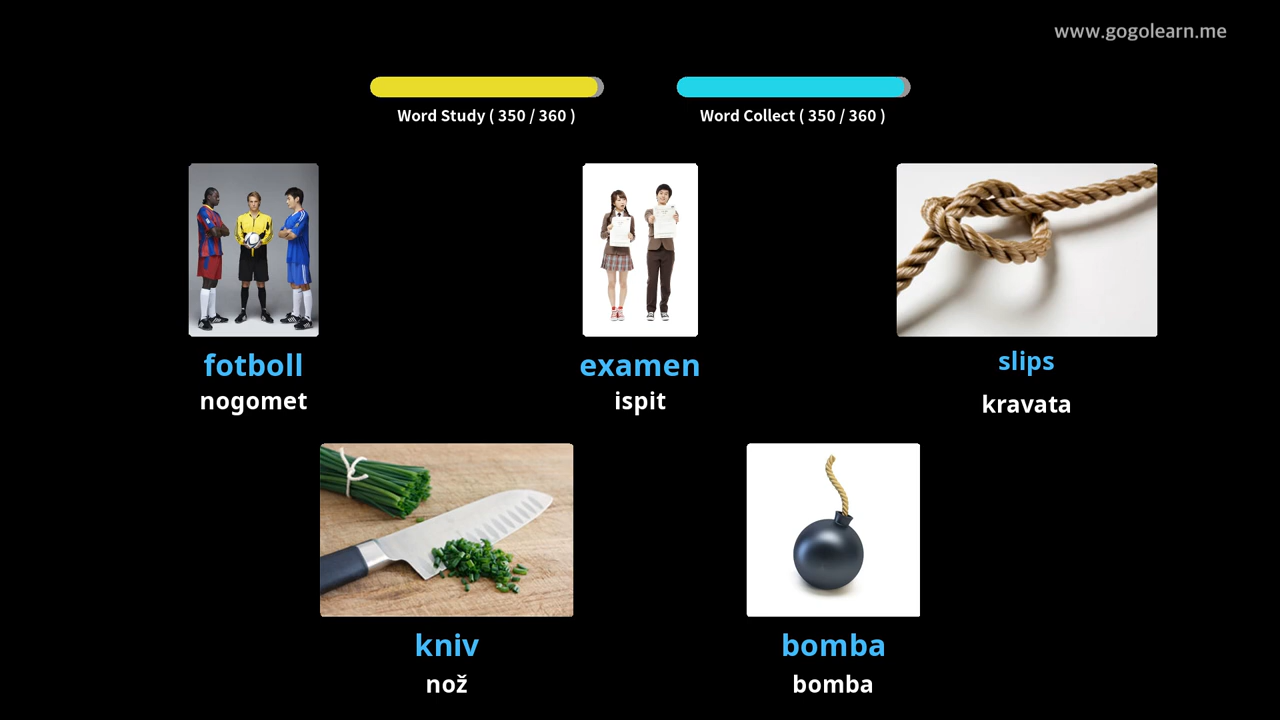 www.gogolearn.me
Word Study ( 350 / 360 )
Word Collect ( 350 / 360 )
fotboll
nogomet
examen
ispit
slips
kravata
kniv
nož
bomba
bomba